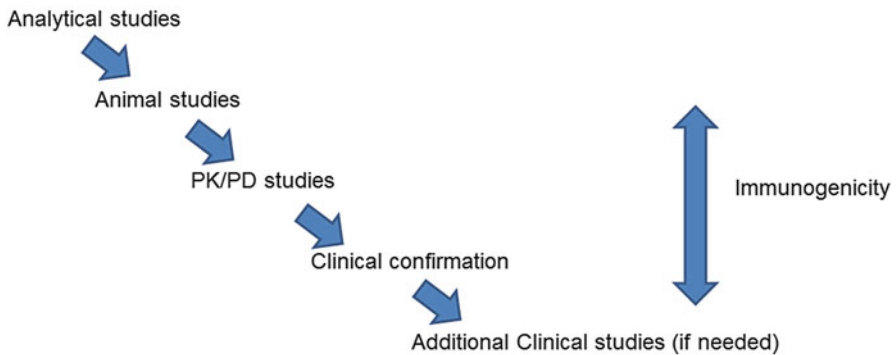 Analytical studies
Animal studies
PK/PD studies
Immunogenicity
Clinical confirmation
Additional Clinical studies (if needed)